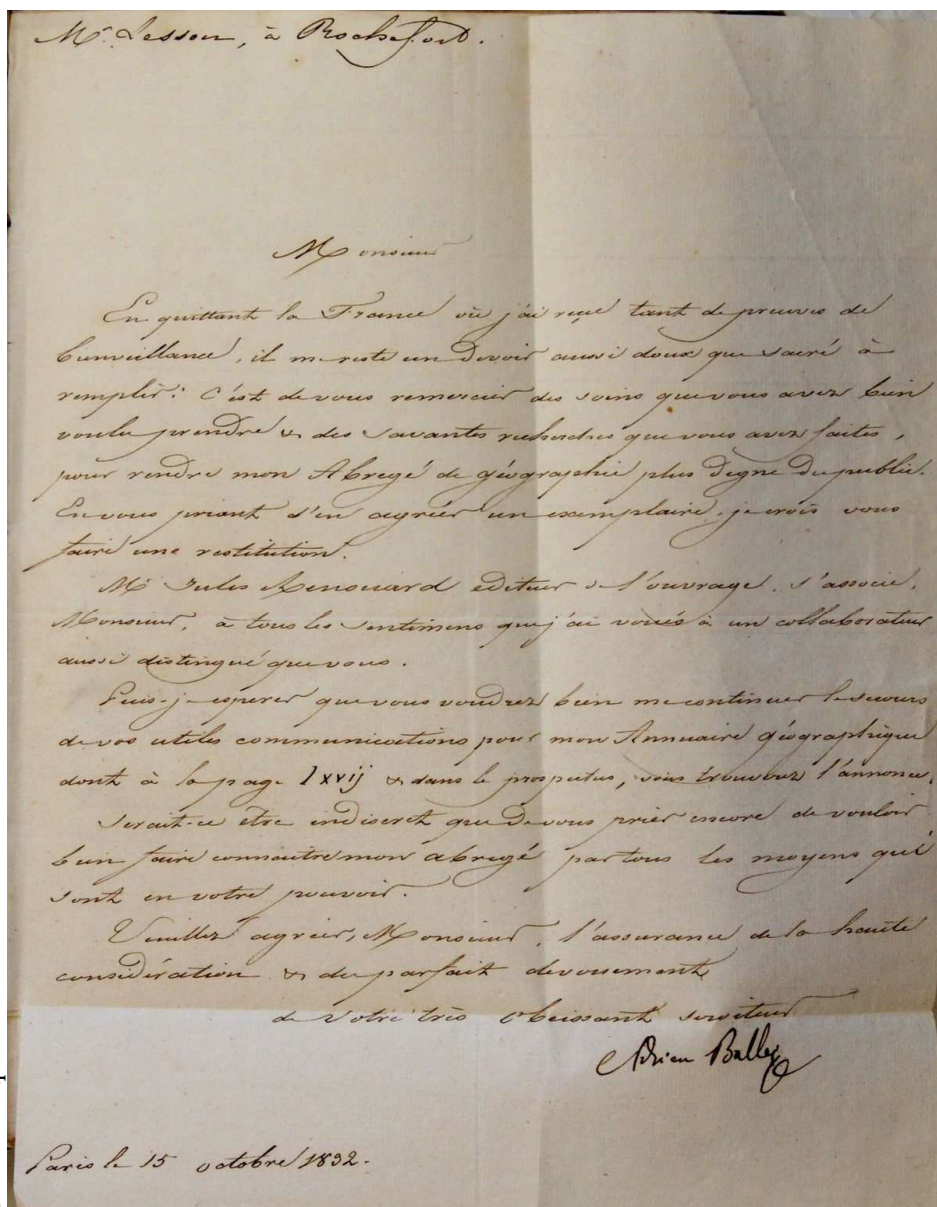 Mr. Lesson, à Rochefort.
Monsieur
En quittant la France où j'ai reçu tant de preuves de
bienveillance, il me reste un devoir aussi doux que sacré à
remplir: c'est de vous remercier des soins que vous avez bien
voulu prendre & des savantes recherches que vous avez faites,
pour rendre mon Abregé de géographie plus digne du public.
En vous priant d'en agréer un exemplaire, je crois vous
faire une restitution.
Mr Jules Renouard editeur de l'ouvrage, s'associe,
Monsieur, à tous les sentimens que j'ai voués à un collaborateur
aussi distingué que vous.
Puis-je esperer que vous voudrez bien me continuer le secours
de vos utiles communications pour mon Annuaire géographique
dont à la page lxvij & dans le prospectus, vous trouverez l'annonce.
Serait-ce être indiscret que de vous prier encore de vouloir
bien faire connaitre mon abregé par tous les moyens qui
sont en votre pouvoir.
Veuillez agréer, Monsieur, l'assurance de la haute
considération & du parfait devouement
de votre très obeissant serviteur
Adrien Balbi
Paris le 15 octobre 1832.